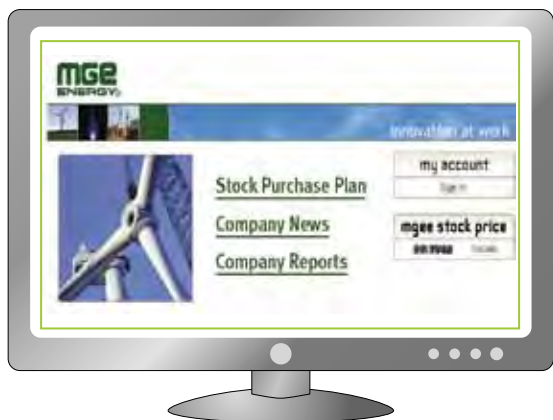 mge
ENERGY
innovation at work
my account
Sign in
Stock Purchase Plan
Company News
mgee stock price
Company Reports